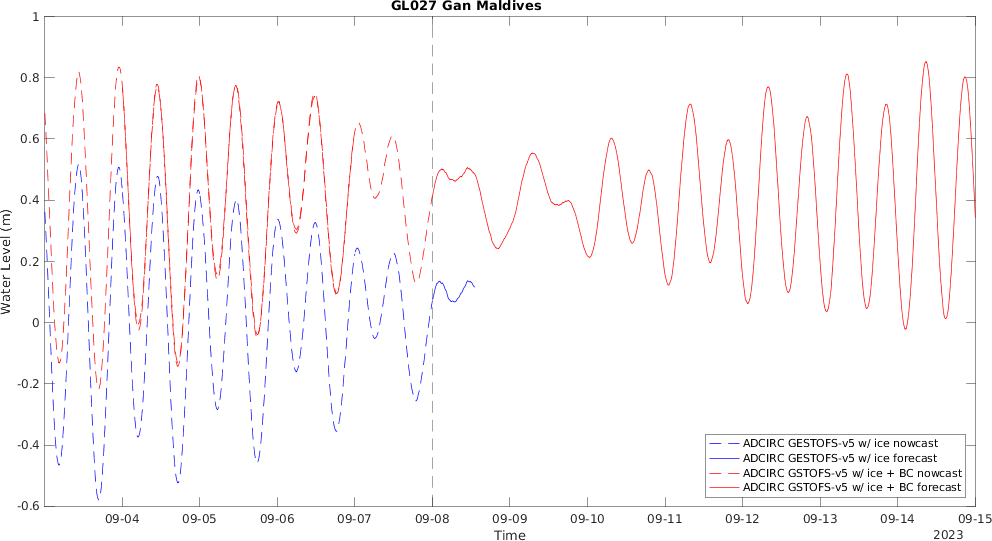 GL027 Gan Maldives
1
0.8
0.6
0.4
0.2
0
-0.2
-0.4
-0.6
Water Level (m)
ADCIRC GESTOFS-v5 w/ ice nowcast
ADCIRC GESTOFS-v5 w/ ice forecast
ADCIRC GSTOFS-v5 w/ ice + BC nowcast
ADCIRC GSTOFS-v5 w/ ice + BC forecast
09-04 09-05 09-06 09-07 09-08 09-09 09-10 09-11 09-12 09-13 09-14 09-15
Time
2023